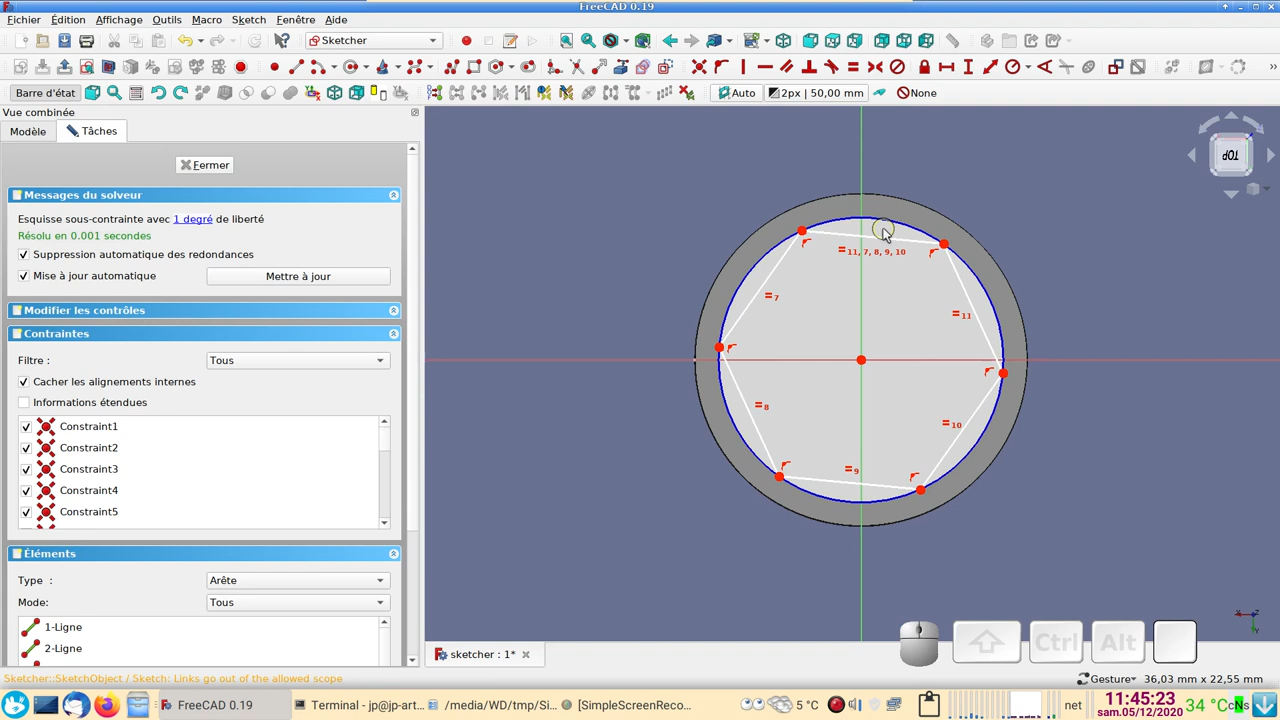 FreeCAD 0.19
Fichier Édition Affichage Outils Macro Sketch Fenêtre Aide
Sketcher
Barre d'état
Auto
2px | 50,00 mm
None
Vue combinée
Modèle
Tâches
Fermer
Messages du solveur
Esquisse sous-contrainte avec 1 degré de liberté
Résolu en 0.001 secondes
Suppression automatique des redondances
Mise à jour automatique
Mettre à jour
Modifier les contrôles
Contraintes
Filtre :
Tous
Cacher les alignements internes
Informations étendues
Constraint1
Constraint2
Constraint3
Constraint4
Constraint5
Éléments
Type :
Arête
Mode:
Tous
1-Ligne
2-Ligne
TOP
=11, 7, 8, 9, 10
=7
=11
=8
=10
=9
Ctrl
Alt
sketcher : 1*
Sketcher::SketchObject / Sketch: Links go out of the allowed scope
Gesture
36,03 mm x 22,55 mm
FreeCAD 0.19
Terminal - jp@jp-art...
/media/WD/tmp/Si...
[SimpleScreenReco...
5 °C
net
11:45:23
sam.05/12/2020
34 °C